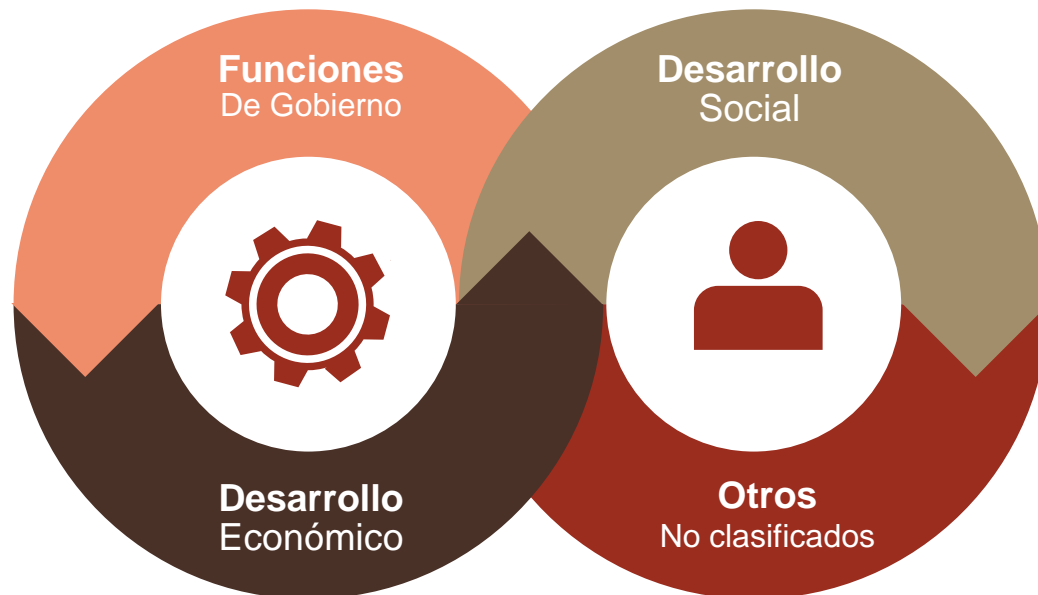 Funciones
De Gobierno
Desarrollo
Social
Desarrollo
Económico
Otros
No clasificados